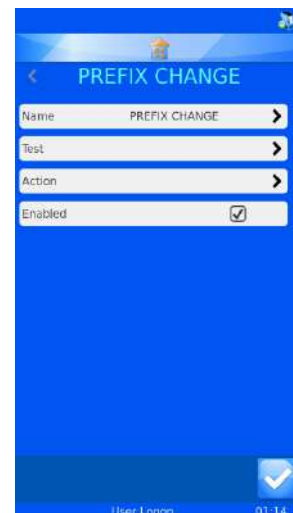 PREFIX CHANGE
Name PREFIX CHANGE
Test
Action
Enabled
User Logon 01:14